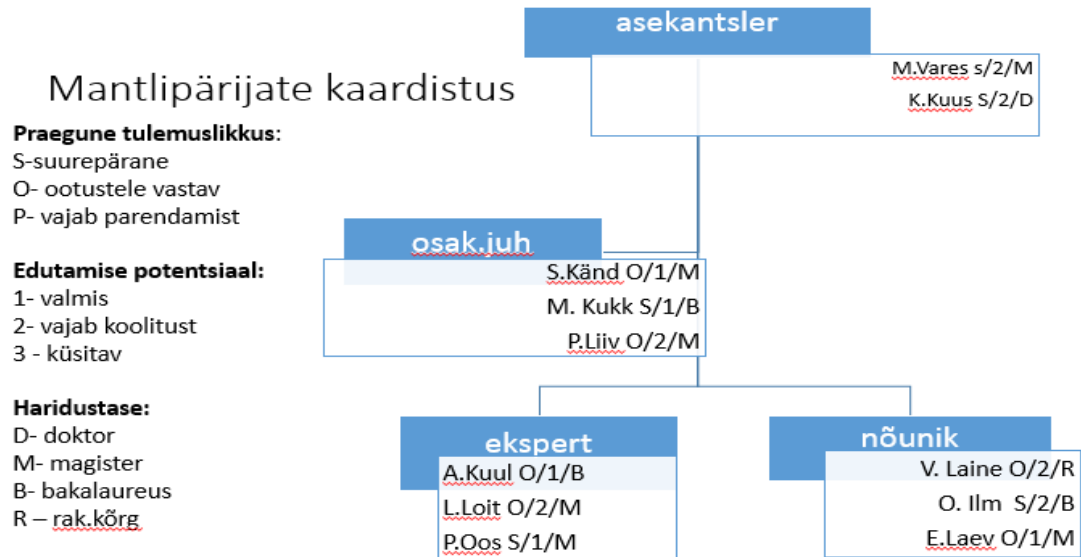 asekantsler
M.Vares s/2/M
K.Kuus S/2/D
Mantlipärijate kaardistus
Praegune tulemuslikkus:
S-suurepärane
O- ootustele vastav
P- vajab parendamist
Edutamise potentsiaal:
1- valmis
2- vajab koolitust
3 - küsitav
Haridustase:
D- doktor
M- magister
B- bakalaureus
R – rak.kõrg
osak.juh
S.Känd O/1/M
M. Kukk S/1/B
P.Liiv O/2/M
ekspert
A.Kuul O/1/B
L.Loit O/2/M
P.Oos S/1/M
nõunik
V. Laine O/2/R
O. Ilm S/2/B
E.Laev O/1/M